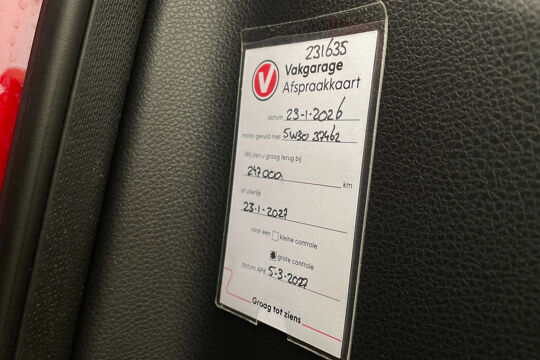 231635
V Vakgarage
Afspraakkaart
datum 23-1-2026
motor gevuld met 5W30 37462
Wij zien u graag terug bij
247000 km
of uiterlijk
23-1-2027
voor een kleine controle
grote controle
datum APK 5-3-2027
Graag tot ziens